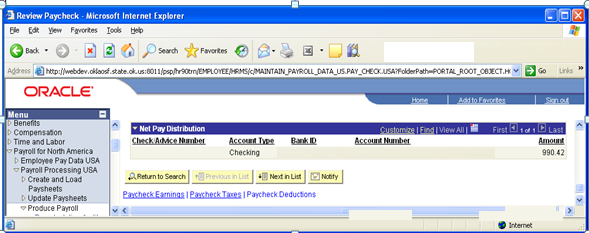 Review Paycheck - Microsoft Internet Explorer
File Edit View Favorites Tools Help
Back Search Favorites
Address http://webdev.oklaosf.state.ok.us:8011/psp/hr90trn/EMPLOYEE/HRMS/c/MAINTAIN_PAYROLL_DATA_US.PAY_CHECK.USA?FolderPath=PORTAL_ROOT_OBJECT.H Go Links »
ORACLE
Home Add to Favorites Sign out
Menu
Benefits
Compensation
Time and Labor
Payroll for North America
Employee Pay Data USA
Payroll Processing USA
Create and Load
Paysheets
Update Paysheets
Produce Payroll
Net Pay Distribution Customize | Find | View All | First 1 of 1 Last
Check/Advice Number Account Type Bank ID Account Number Amount
Checking 990.42
Return to Search Previous in List Next in List Notify
Paycheck Earnings | Paycheck Taxes | Paycheck Deductions
Internet